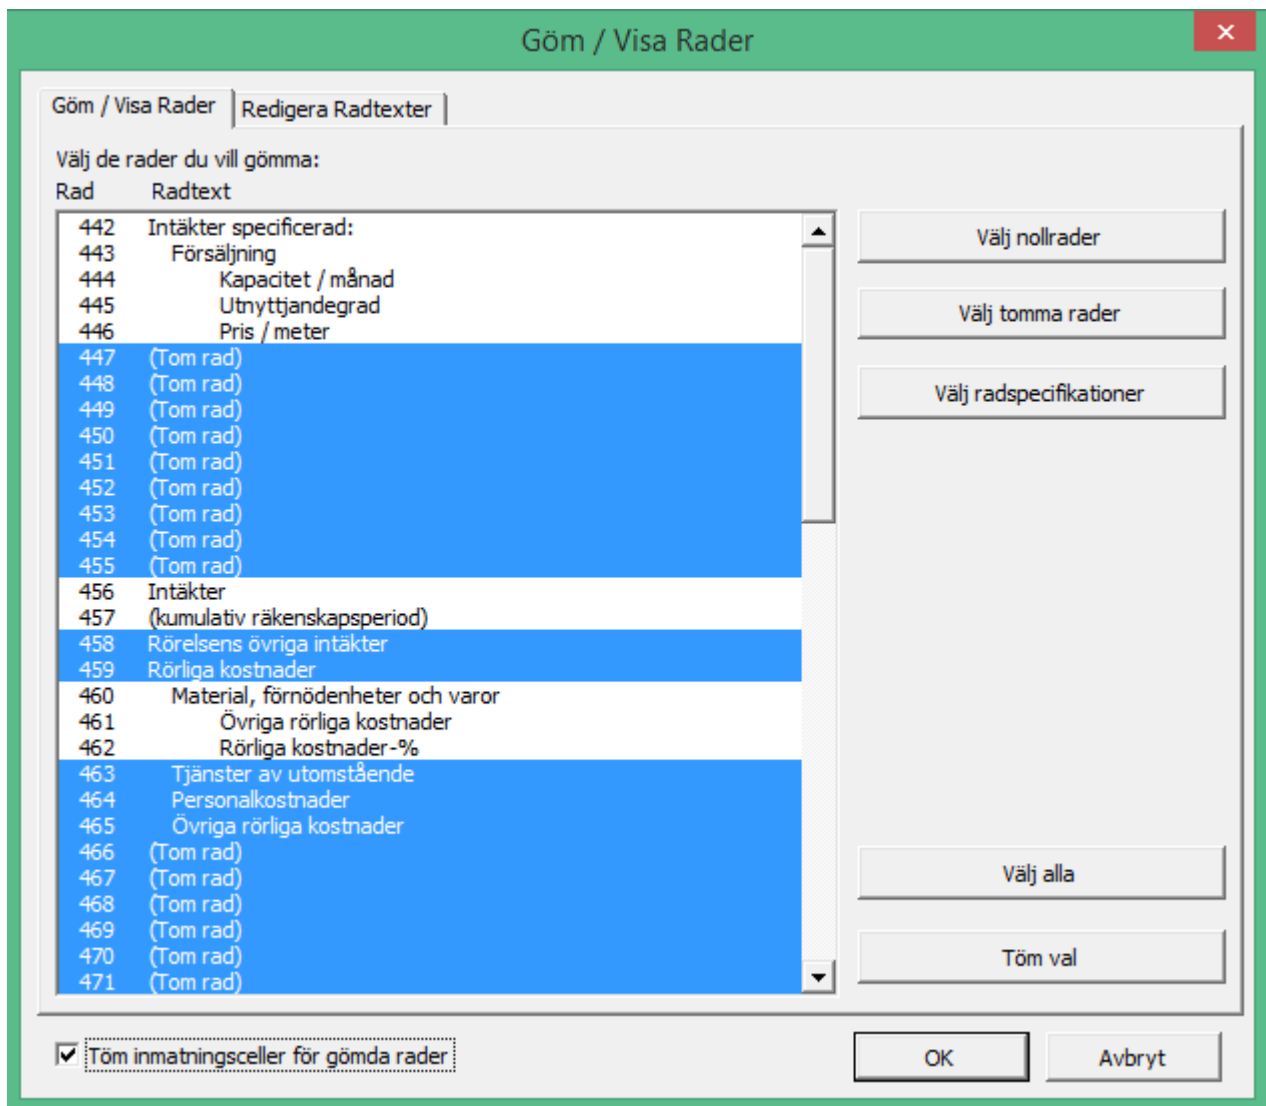 Göm / Visa Rader
Göm / Visa Rader
Redigera Radtexter
Välj de rader du vill gömma:
Rad Radtext
442 Intäkter specificerad:
443 Försäljning
444 Kapacitet / månad
445 Utnyttjandegrad
446 Pris / meter
447 (Tom rad)
448 (Tom rad)
449 (Tom rad)
450 (Tom rad)
451 (Tom rad)
452 (Tom rad)
453 (Tom rad)
454 (Tom rad)
455 (Tom rad)
456 Intäkter
457 (kumulativ räkenskapsperiod)
458 Rörelsens övriga intäkter
459 Rörliga kostnader
460 Material, förnödenheter och varor
461 Övriga rörliga kostnader
462 Rörliga kostnader-%
463 Tjänster av utomstående
464 Personalkostnader
465 Övriga rörliga kostnader
466 (Tom rad)
467 (Tom rad)
468 (Tom rad)
469 (Tom rad)
470 (Tom rad)
471 (Tom rad)
Välj nollrader
Välj tomma rader
Välj radspecifikationer
Välj alla
Töm val
Töm inmatningsceller för gömda rader
OK
Avbryt